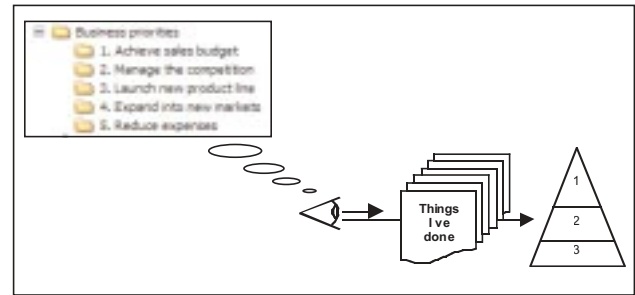 Business priorities
1. Achieve sales budget
2. Manage the competition
3. Launch new product line
4. Expand into new markets
5. Reduce expenses
Things
I ve
done
1
2
3